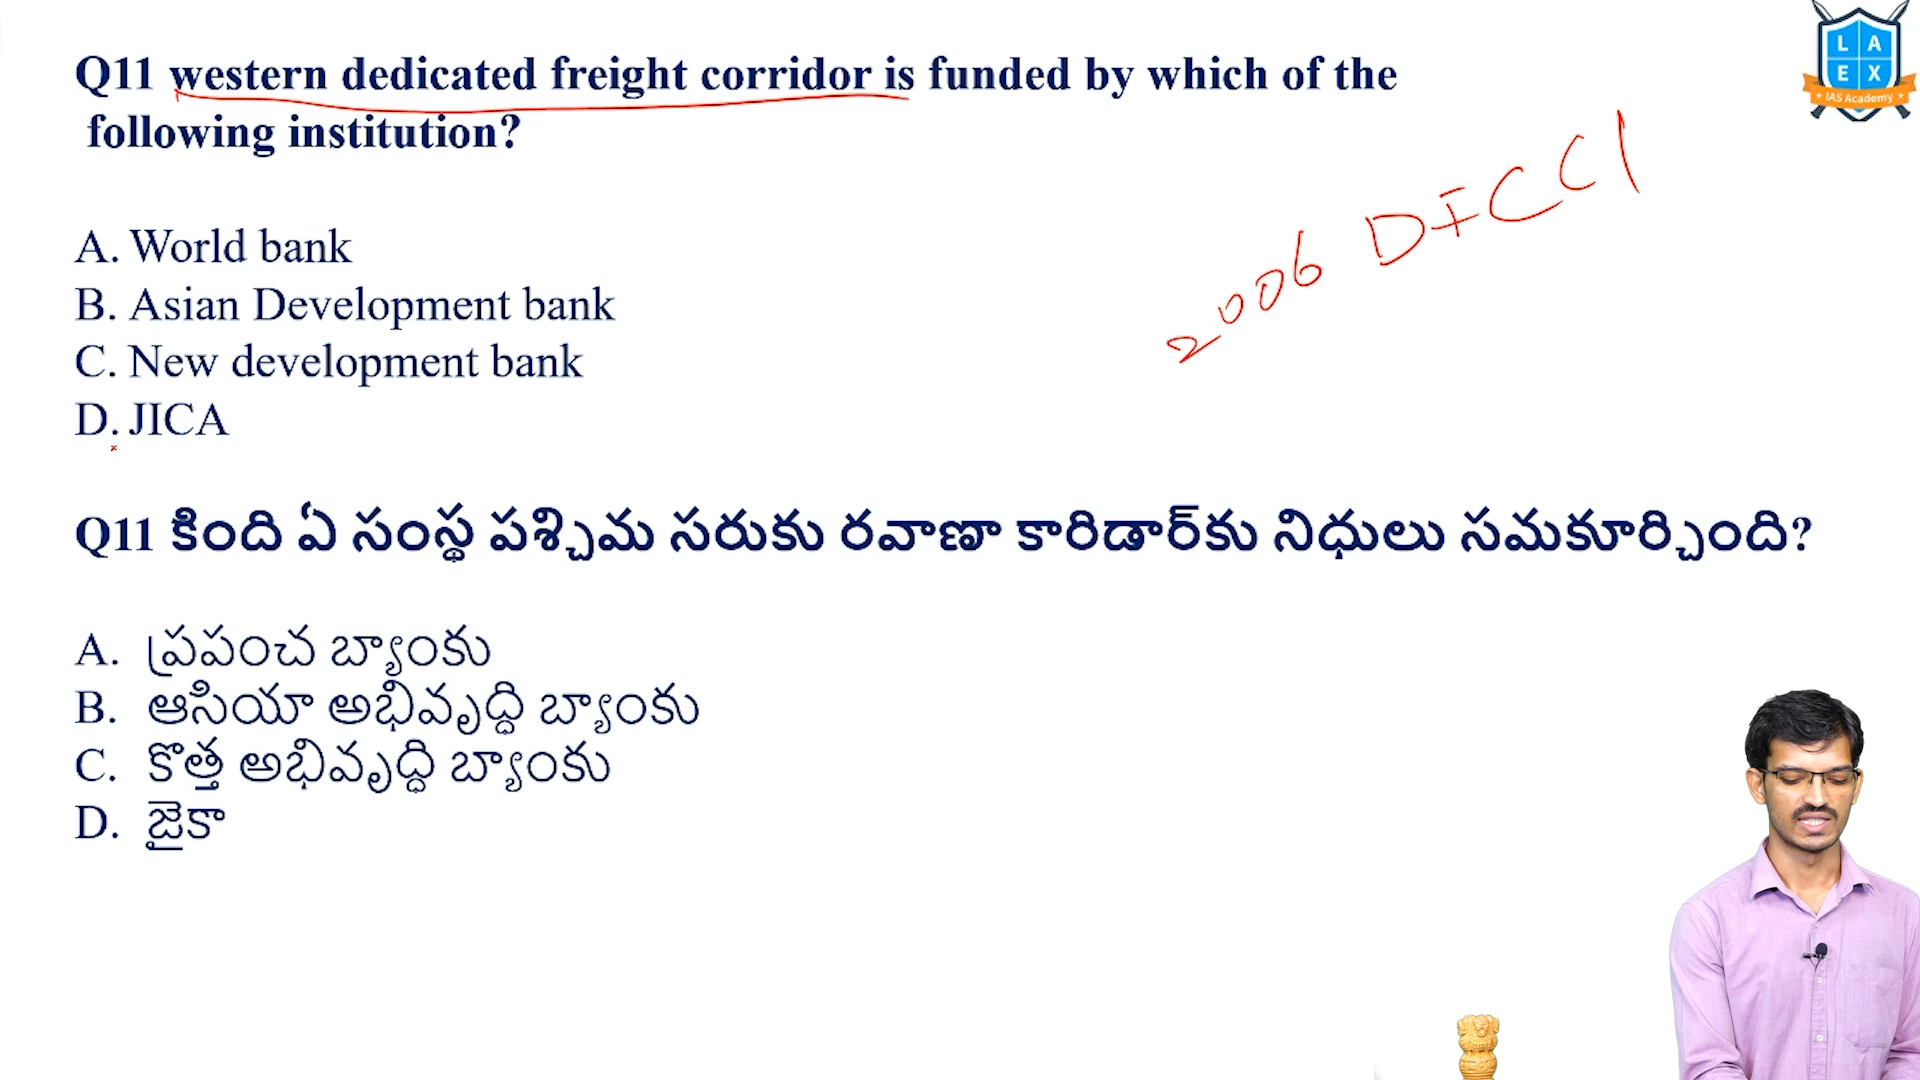 Q11 western dedicated freight corridor is funded by which of the
following institution?
A. World bank
B. Asian Development bank
C. New development bank
D. JICA
2006 DFCCI
Q11 కింది ఏ సంస్థ పశ్చిమ సరుకు రవాణా కారిడార్‌కు నిధులు సమకూర్చింది?
A. ప్రపంచ బ్యాంకు
B. ఆసియా అభివృద్ధి బ్యాంకు
C. కొత్త అభివృద్ధి బ్యాంకు
D. జైకా
L A
E X
IAS Academy